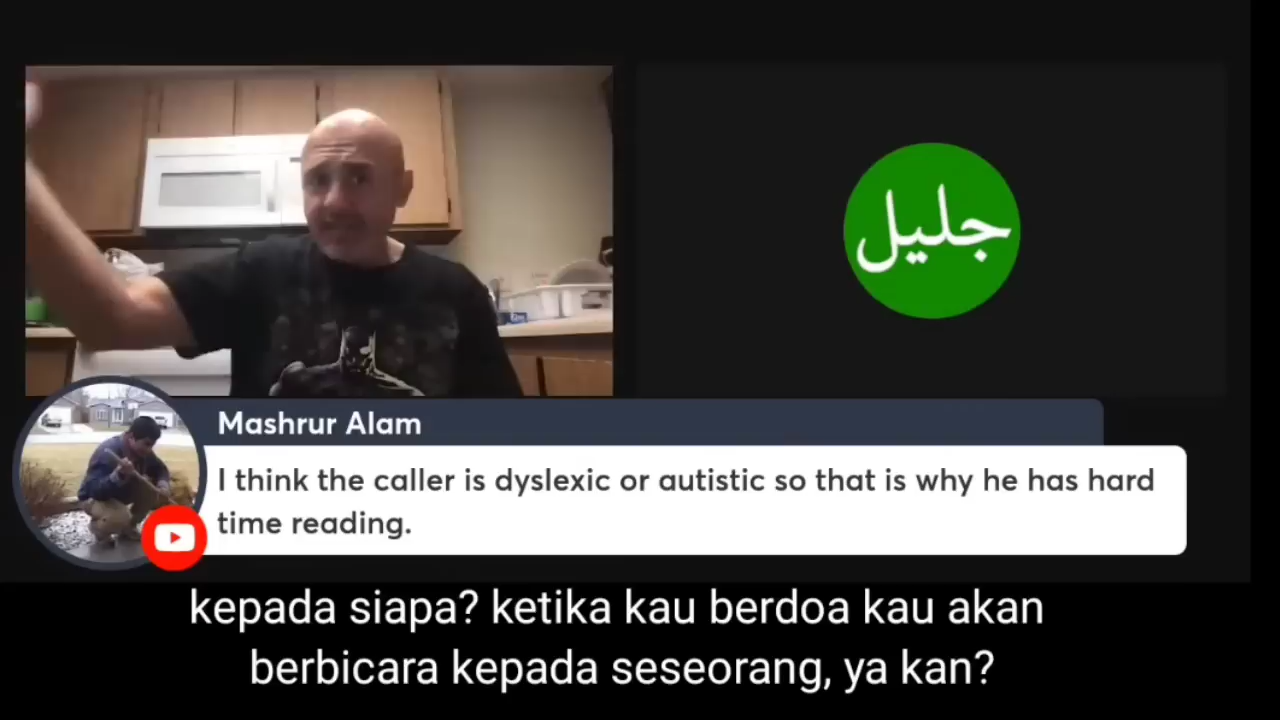 جليل
Mashrur Alam
I think the caller is dyslexic or autistic so that is why he has hard
time reading.
kepada siapa? ketika kau berdoa kau akan
berbicara kepada seseorang, ya kan?